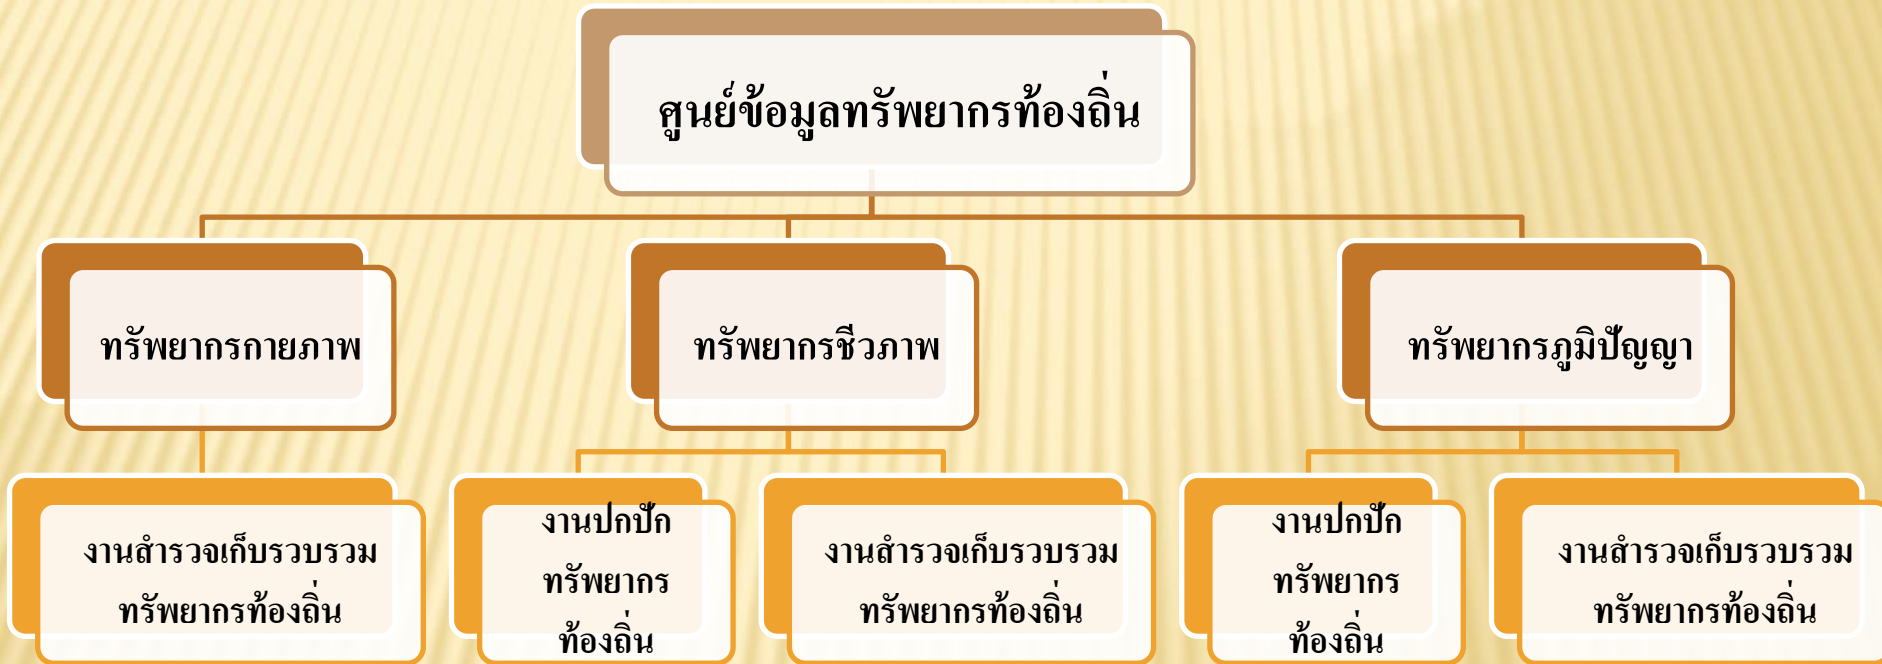 ศูนย์ข้อมูลทรัพยากรท้องถิ่น
ทรัพยากรกายภาพ
ทรัพยากรชีวภาพ
ทรัพยากรภูมิปัญญา
งานสำรวจเก็บรวบรวม
ทรัพยากรท้องถิ่น
งานปกปัก
ทรัพยากร
ท้องถิ่น
งานสำรวจเก็บรวบรวม
ทรัพยากรท้องถิ่น
งานปกปัก
ทรัพยากร
ท้องถิ่น
งานสำรวจเก็บรวบรวม
ทรัพยากรท้องถิ่น